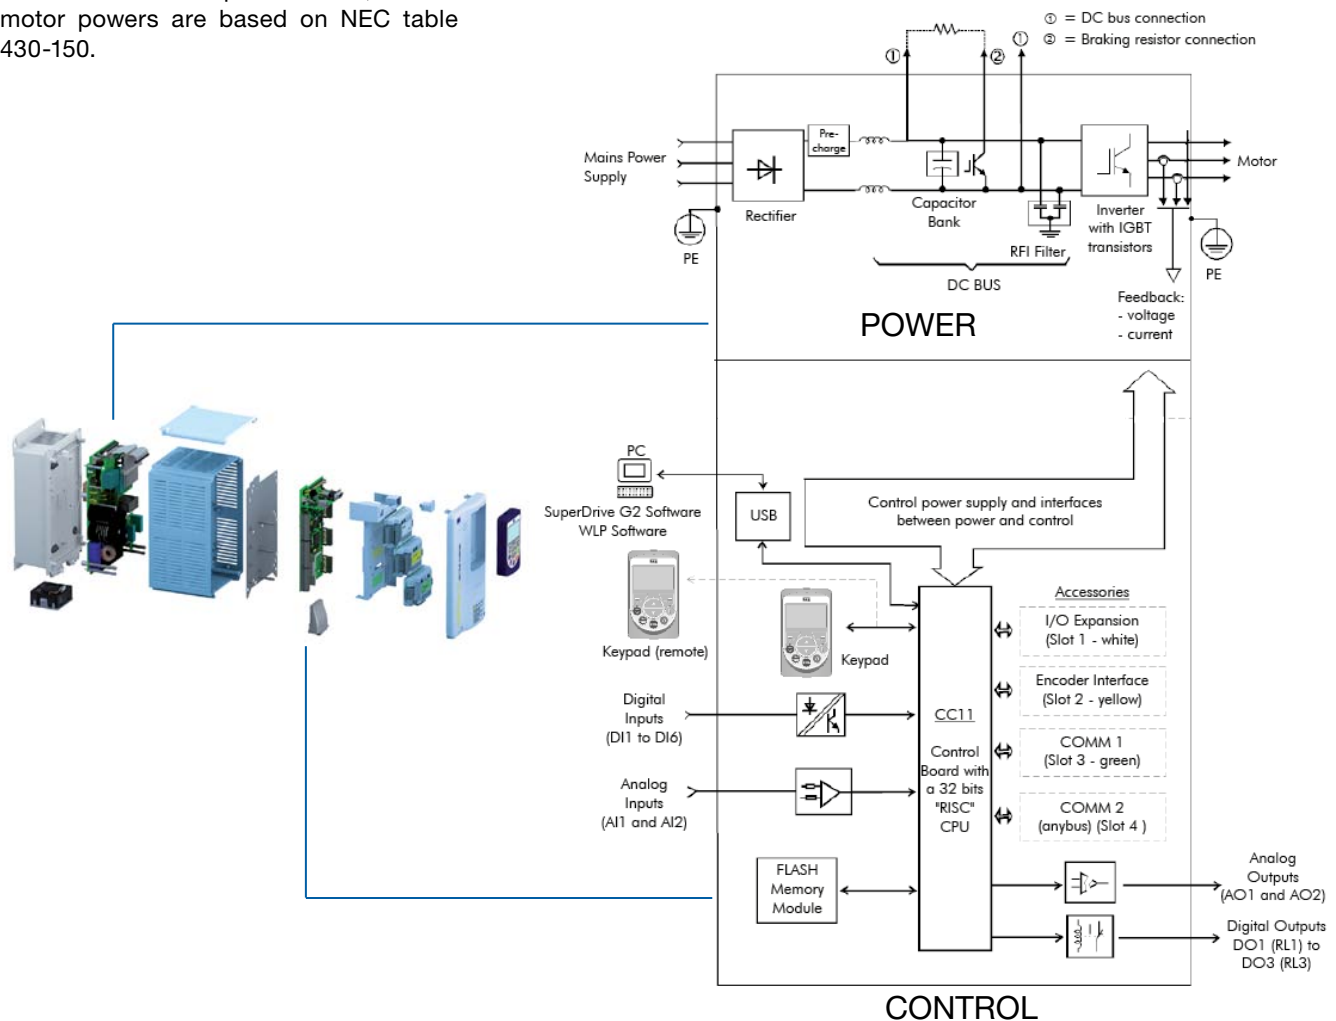 motor powers are based on NEC table
430-150.
① = DC bus connection
② = Braking resistor connection
①
②
①
Pre-
charge
Mains Power
Supply
Rectifier
Capacitor
Bank
RFI Filter
Inverter
with IGBT
transistors
Motor
PE
PE
DC BUS
Feedback:
- voltage
- current
POWER
PC
SuperDrive G2 Software
WLP Software
USB
Control power supply and interfaces
between power and control
Keypad (remote)
Keypad
Accessories
I/O Expansion
(Slot 1 - white)
Encoder Interface
(Slot 2 - yellow)
COMM 1
(Slot 3 - green)
COMM 2
(anybus) (Slot 4 )
Digital
Inputs
(DI1 to DI6)
Analog
Inputs
(AI1 and AI2)
CC11
Control
Board with
a 32 bits
"RISC"
CPU
FLASH
Memory
Module
Analog
Outputs
(AO1 and AO2)
Digital Outputs
DO1 (RL1) to
DO3 (RL3)
CONTROL